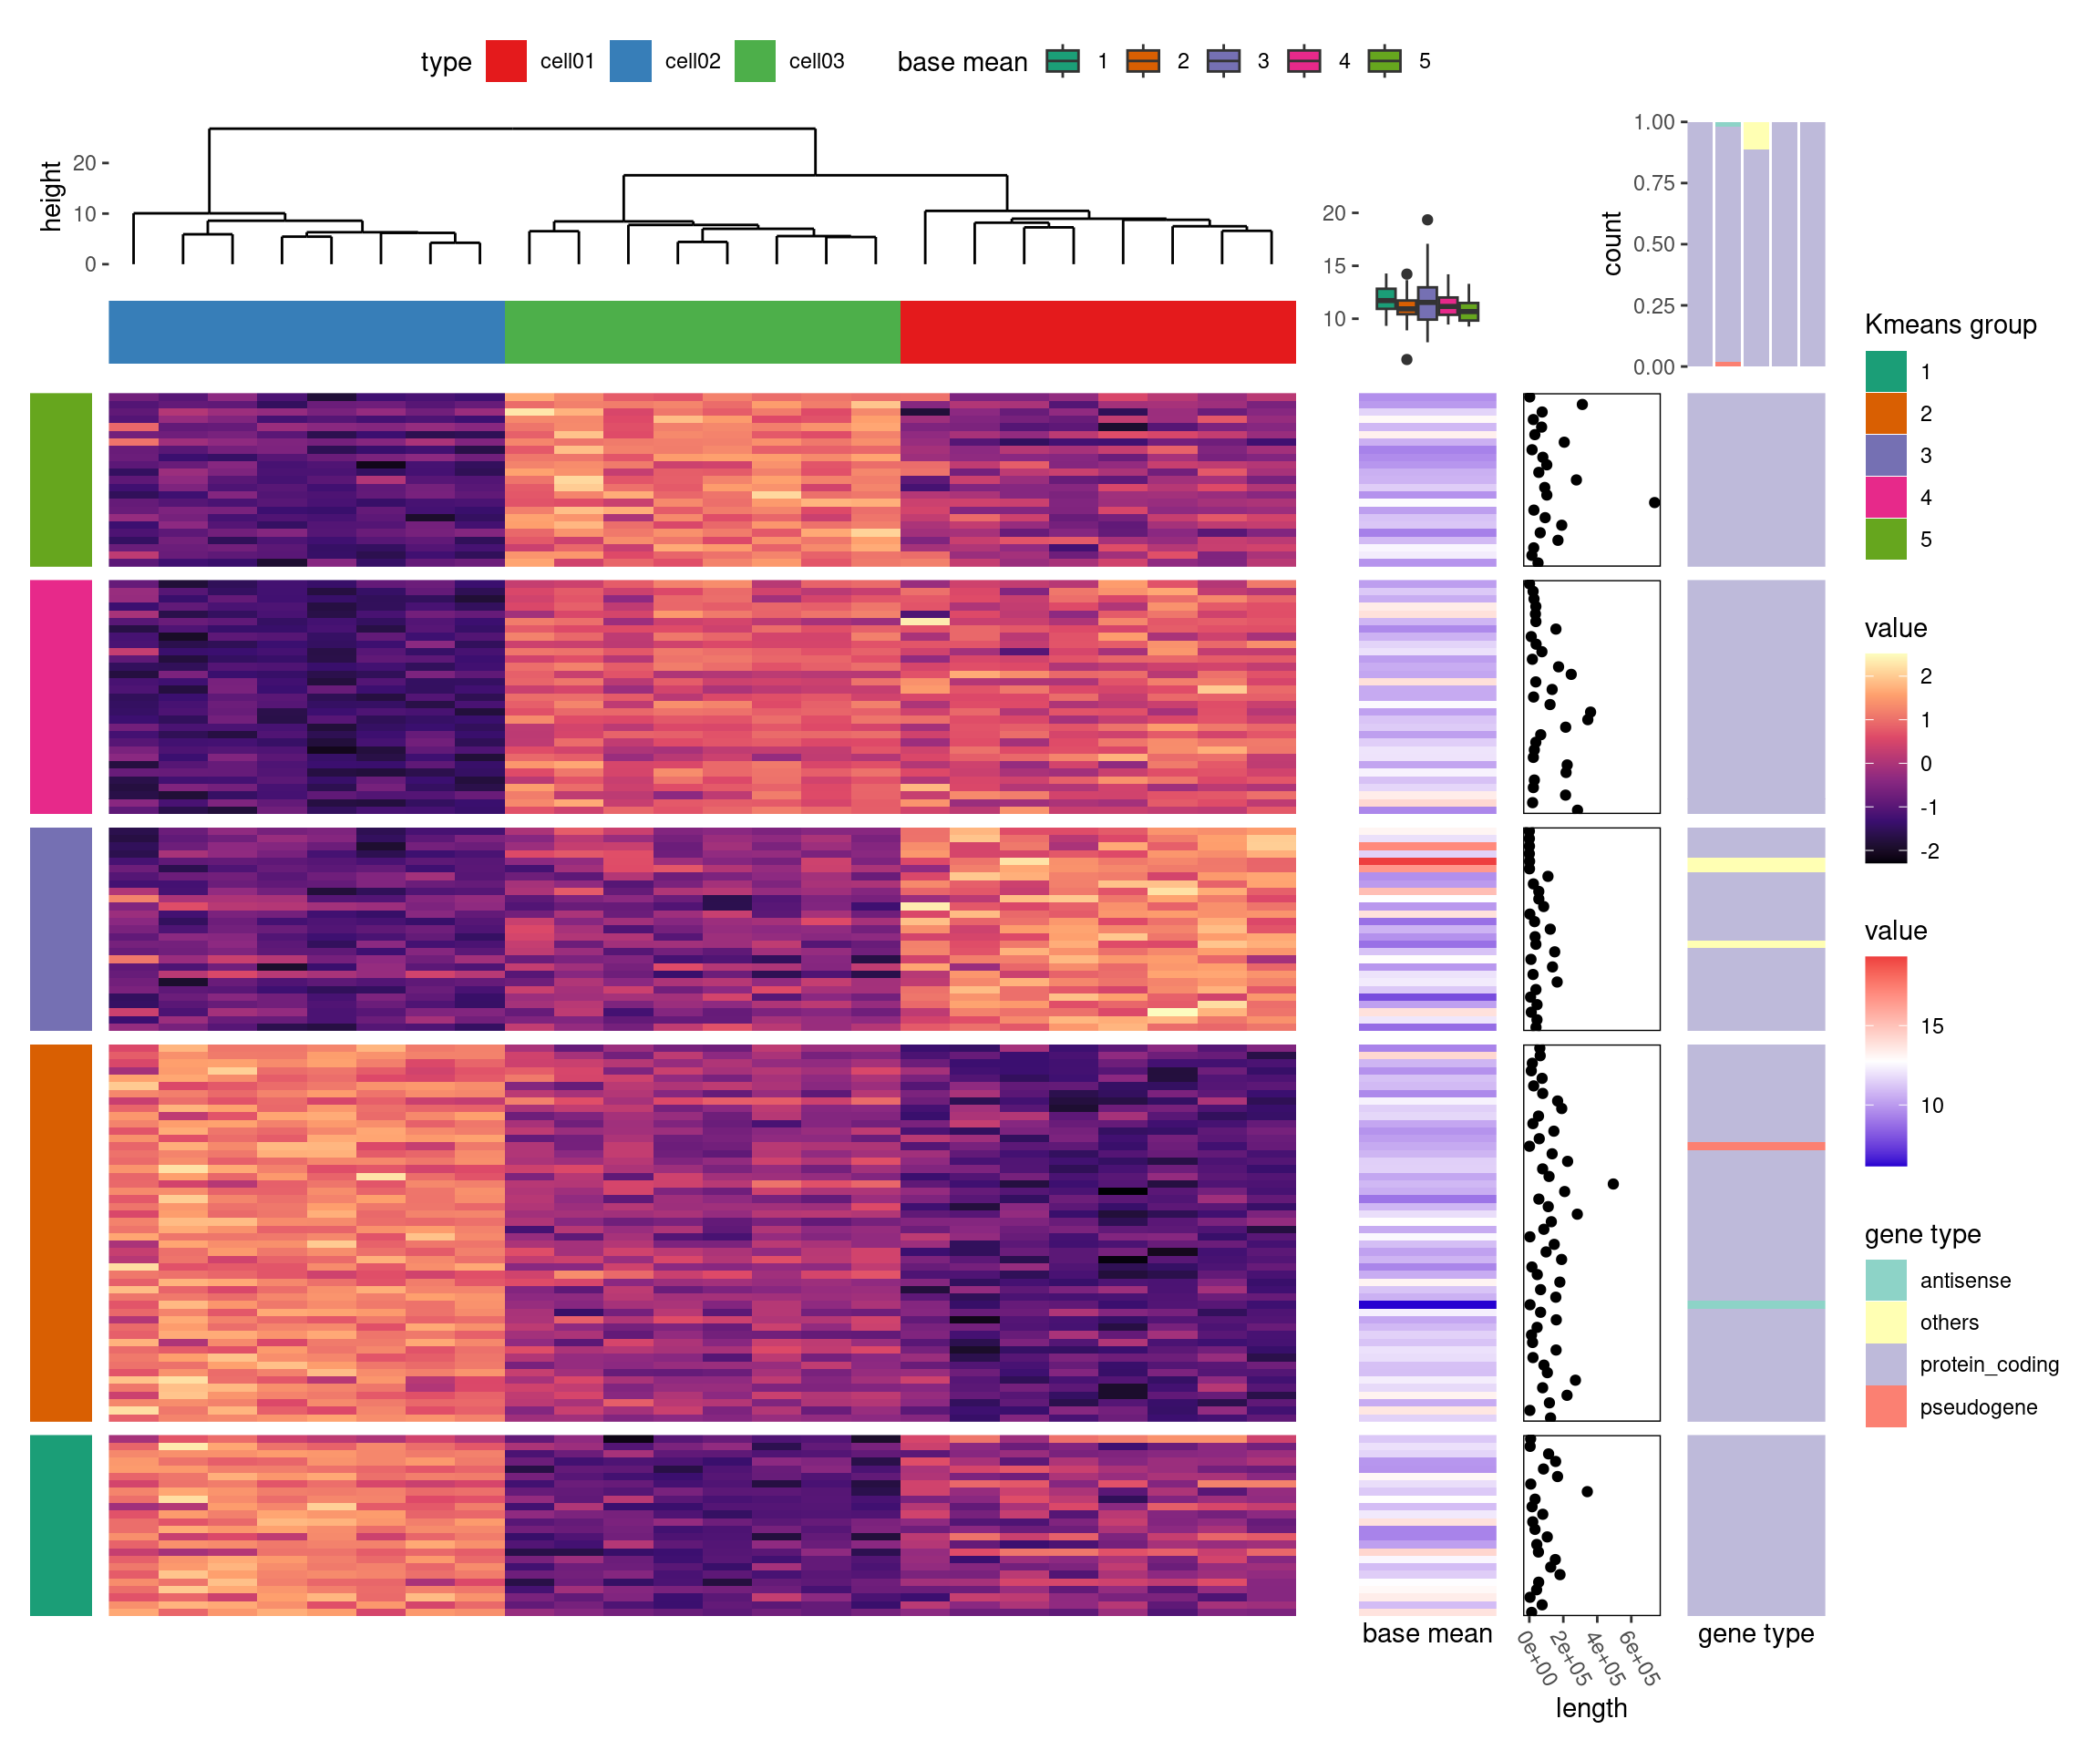 type cell01 cell02 cell03 base mean 1 2 3 4 5
height
20
10
0
20
15
10
count
1.00
0.75
0.50
0.25
0.00
Kmeans group
1
2
3
4
5
value
2
1
0
-1
-2
value
15
10
gene type
antisense
others
protein_coding
pseudogene
base mean
0e+00 2e+05 4e+05 6e+05
length
gene type